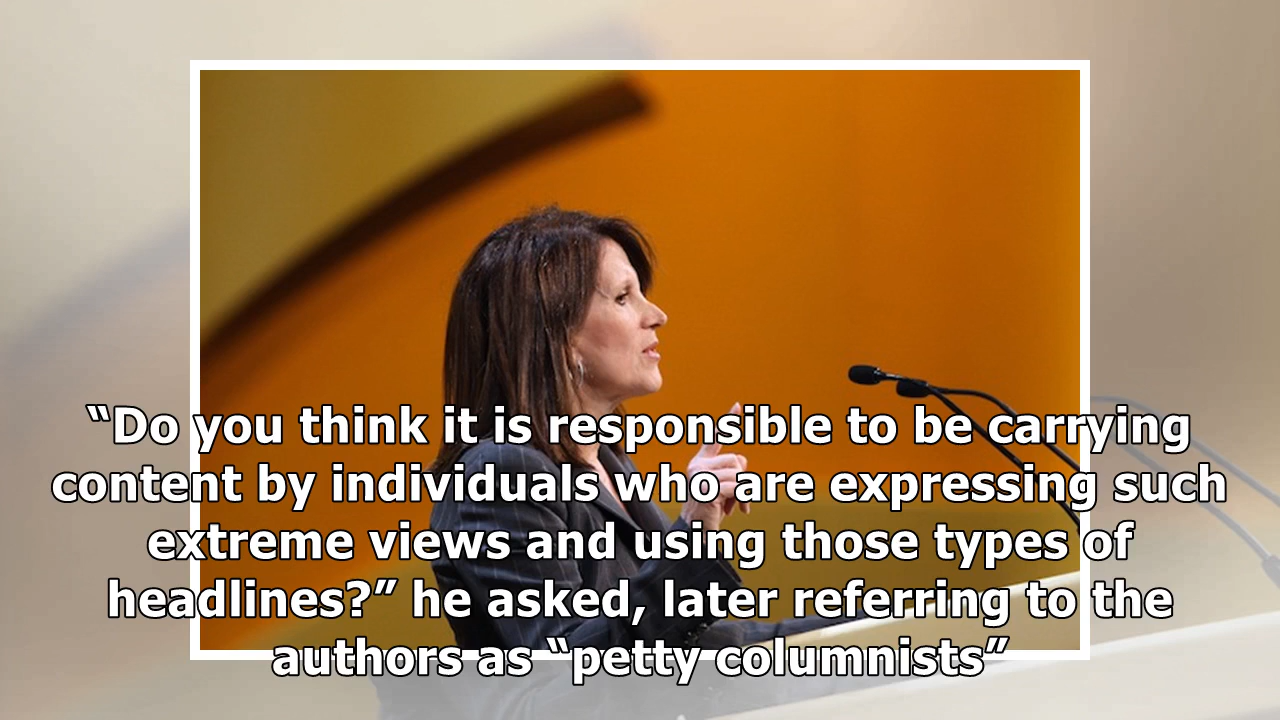 “Do you think it is responsible to be carrying
content by individuals who are expressing such
extreme views and using those types of
headlines?” he asked, later referring to the
authors as “petty columnists”